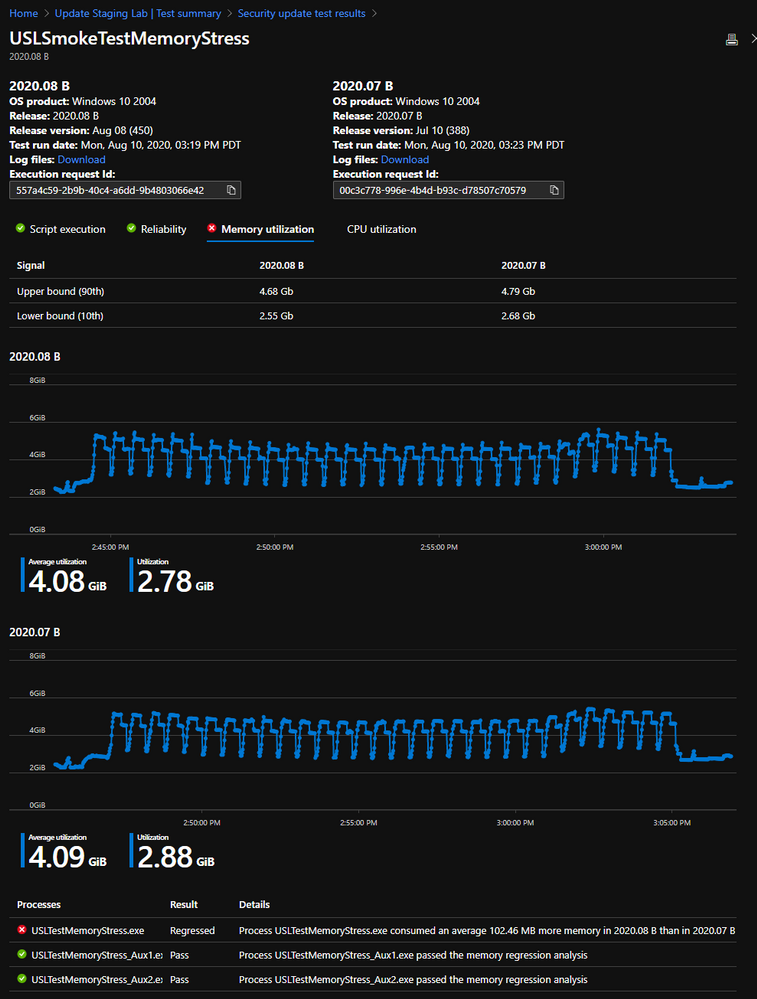 Home > Update Staging Lab | Test summary > Security update test results >
USLSmokeTestMemoryStress
2020.08 B
2020.08 B
OS product: Windows 10 2004
Release: 2020.08 B
Release version: Aug 08 (450)
Test run date: Mon, Aug 10, 2020, 03:19 PM PDT
Log files: Download
Execution request Id:
557a4c59-2b9b-40c4-a6dd-9b4803066e42
2020.07 B
OS product: Windows 10 2004
Release: 2020.07 B
Release version: Jul 10 (388)
Test run date: Mon, Aug 10, 2020, 03:23 PM PDT
Log files: Download
Execution request Id:
00c3c778-996e-4b4d-b93c-d78507c70579
Script execution Reliability Memory utilization CPU utilization
Signal 2020.08 B 2020.07 B
Upper bound (90th) 4.68 Gb 4.79 Gb
Lower bound (10th) 2.55 Gb 2.68 Gb
2020.08 B
8GiB
6GiB
4GiB
2GiB
0GiB
2:45:00 PM 2:50:00 PM 2:55:00 PM 3:00:00 PM
Average utilization
4.08 GiB
Utilization
2.78 GiB
2020.07 B
8GiB
6GiB
4GiB
2GiB
0GiB
2:50:00 PM 2:55:00 PM 3:00:00 PM 3:05:00 PM
Average utilization
4.09 GiB
Utilization
2.88 GiB
Processes Result Details
USLTestMemoryStress.exe Regressed Process USLTestMemoryStress.exe consumed an average 102.46 MB more memory in 2020.08 B than in 2020.07 B
USLTestMemoryStress_Aux1.e Pass Process USLTestMemoryStress_Aux1.exe passed the memory regression analysis
USLTestMemoryStress_Aux2.e Pass Process USLTestMemoryStress_Aux2.exe passed the memory regression analysis